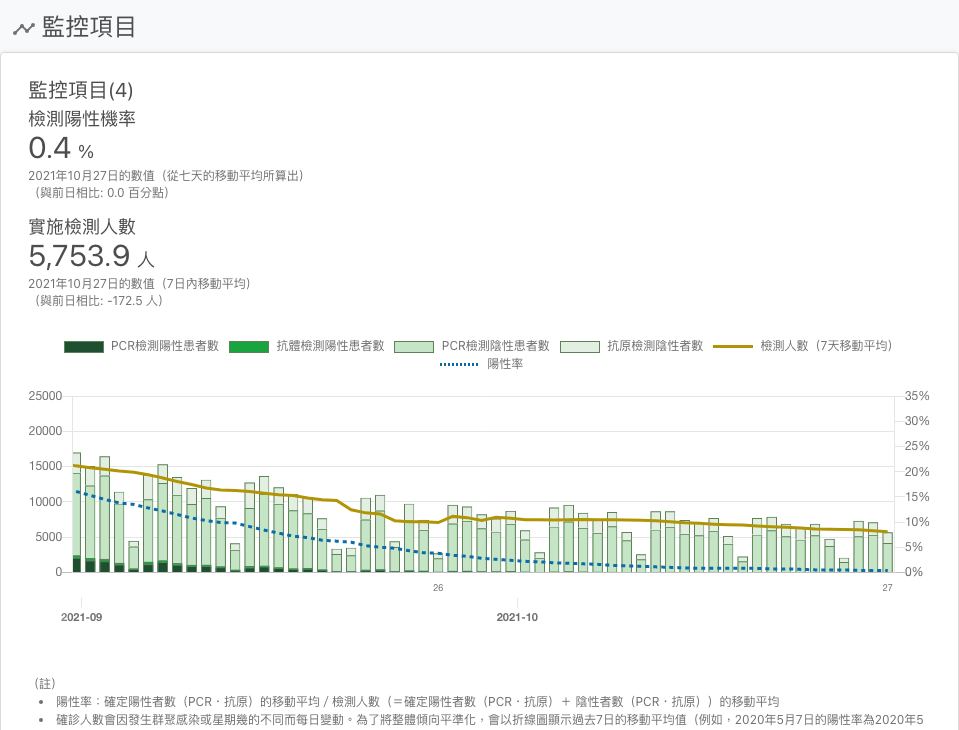 監控項目
監控項目(4)
檢測陽性機率
0.4 %
2021年10月27日的數值（從七天的移動平均所算出）
（與前日相比: 0.0 百分點）
實施檢測人數
5,753.9 人
2021年10月27日的數值（7日內移動平均）
（與前日相比: -172.5 人）
PCR檢測陽性患者數 抗體檢測陽性患者數 PCR檢測陰性患者數 抗原檢測陰性者數 檢測人數（7天移動平均）
陽性率
25000 35%
30%
20000
25%
15000 20%
15%
10000
10%
5000
5%
0 0%
26 27
2021-09 2021-10
（註）
• 陽性率：確定陽性者數（PCR・抗原）的移動平均 / 檢測人數（＝確定陽性者數（PCR・抗原）＋ 陰性者數（PCR・抗原））的移動平均
• 確診人數會因發生群聚感染或星期幾的不同而每日變動。為了將整體傾向平準化，會以折線圖顯示過去7日的移動平均值（例如，2020年5月7日的陽性率為2020年5